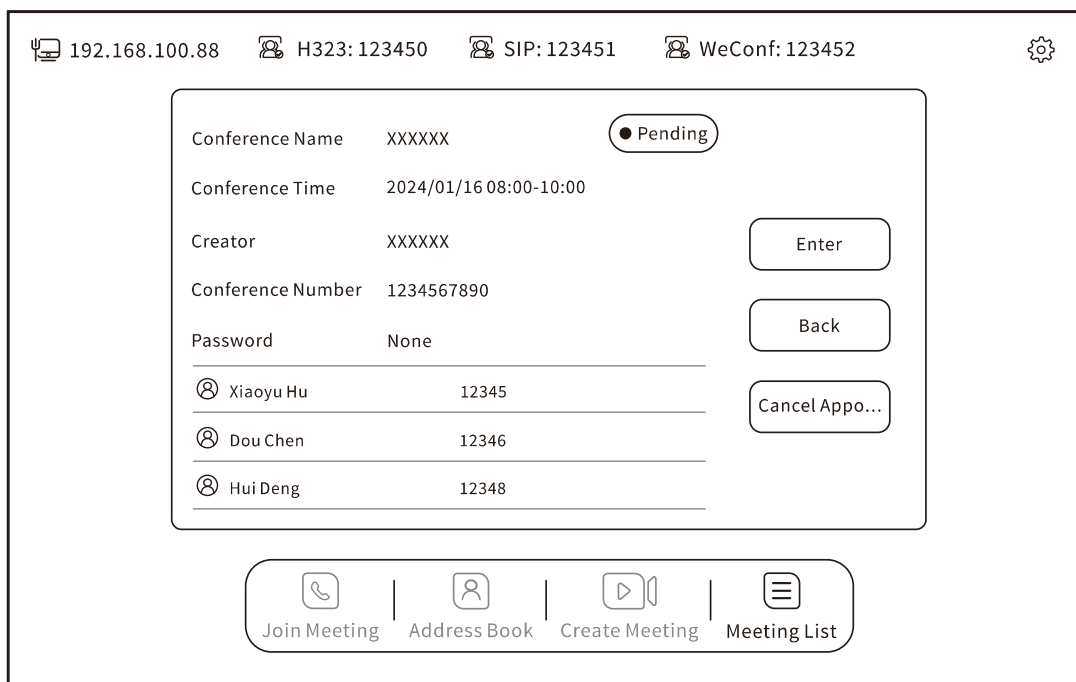 192.168.100.88 H323: 123450 SIP: 123451 WeConf: 123452
Conference Name XXXXXX Pending
Conference Time 2024/01/16 08:00-10:00
Creator XXXXXX Enter
Conference Number 1234567890
Back
Password None
Xiaoyu Hu 12345
Cancel Appo...
Dou Chen 12346
Hui Deng 12348
Join Meeting Address Book Create Meeting Meeting List